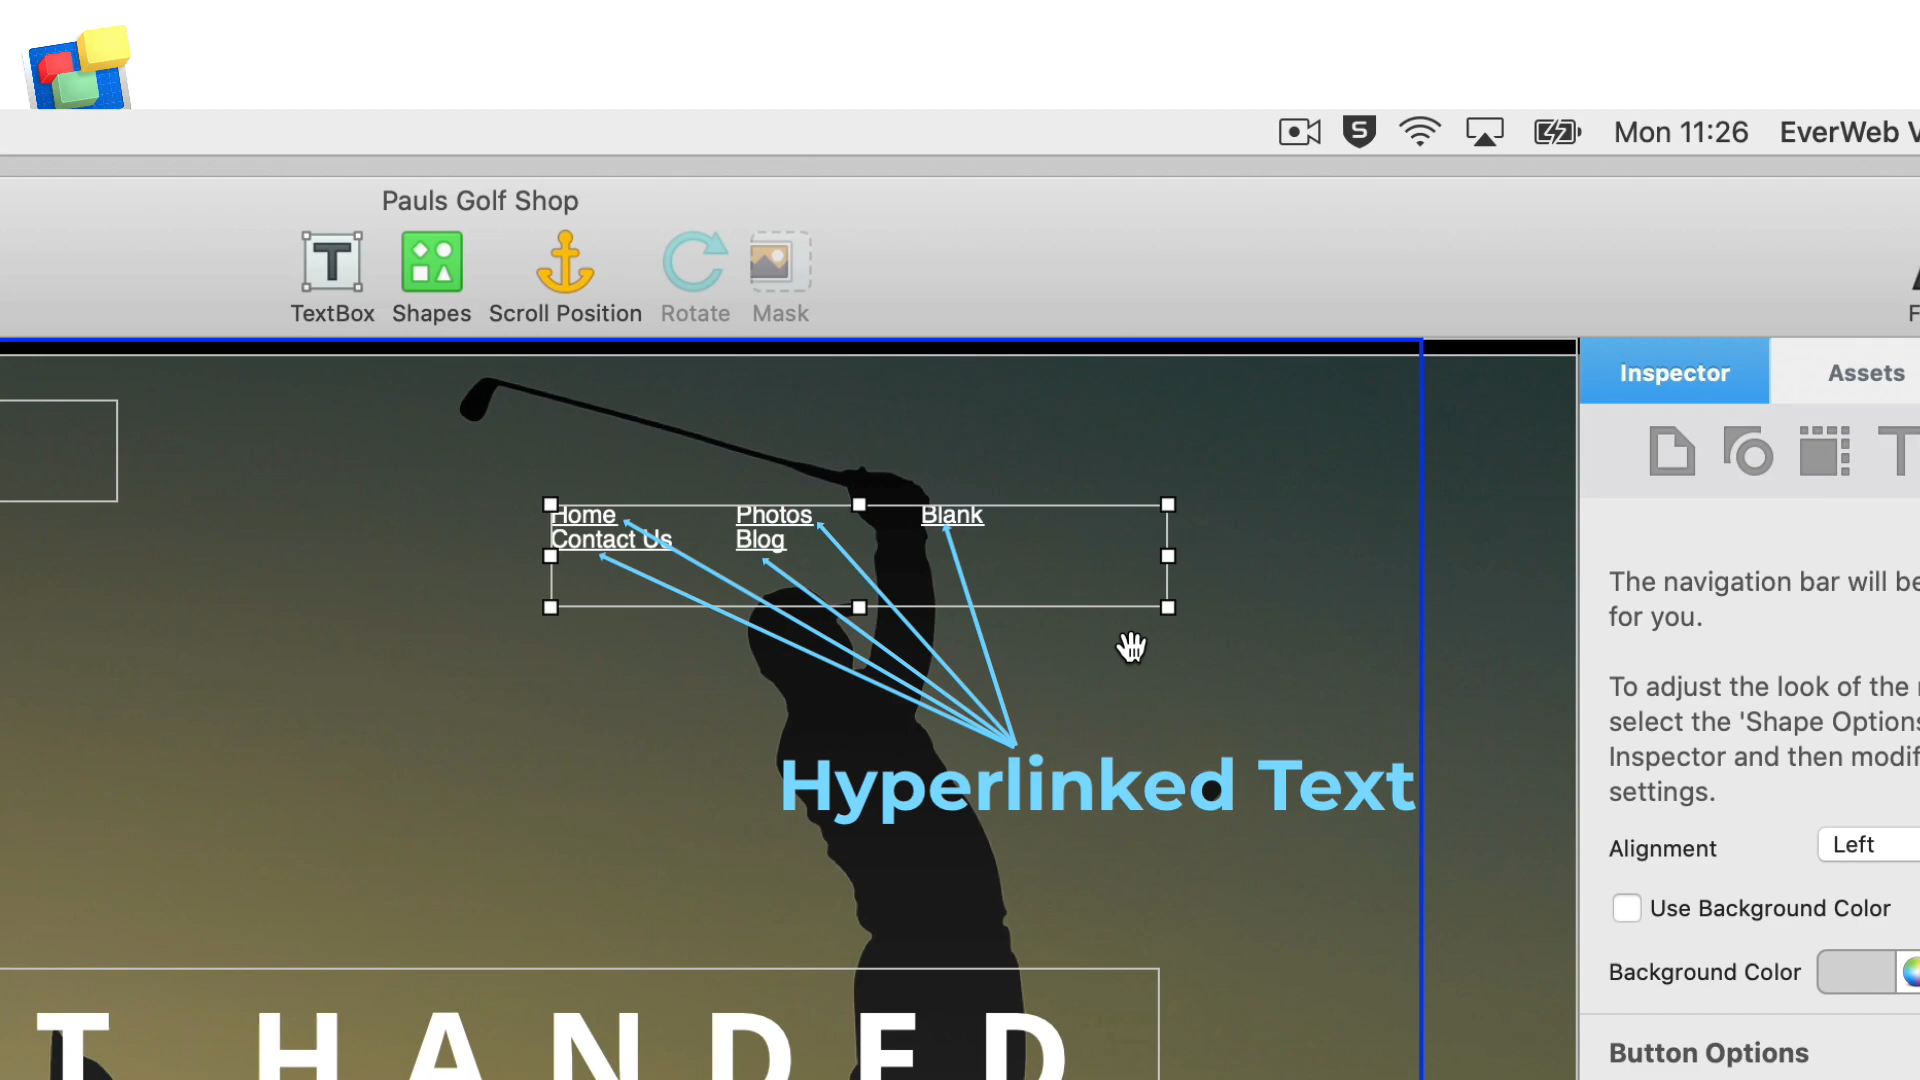 Mon 11:26 EverWeb
Pauls Golf Shop
TextBox Shapes Scroll Position Rotate Mask
Inspector Assets
Home Photos Blank
Contact Us Blog
Hyperlinked Text
The navigation bar will be
for you.
To adjust the look of the
select the 'Shape Options
Inspector and then modif
settings.
Alignment Left
Use Background Color
Background Color
T HANDED
Button Options